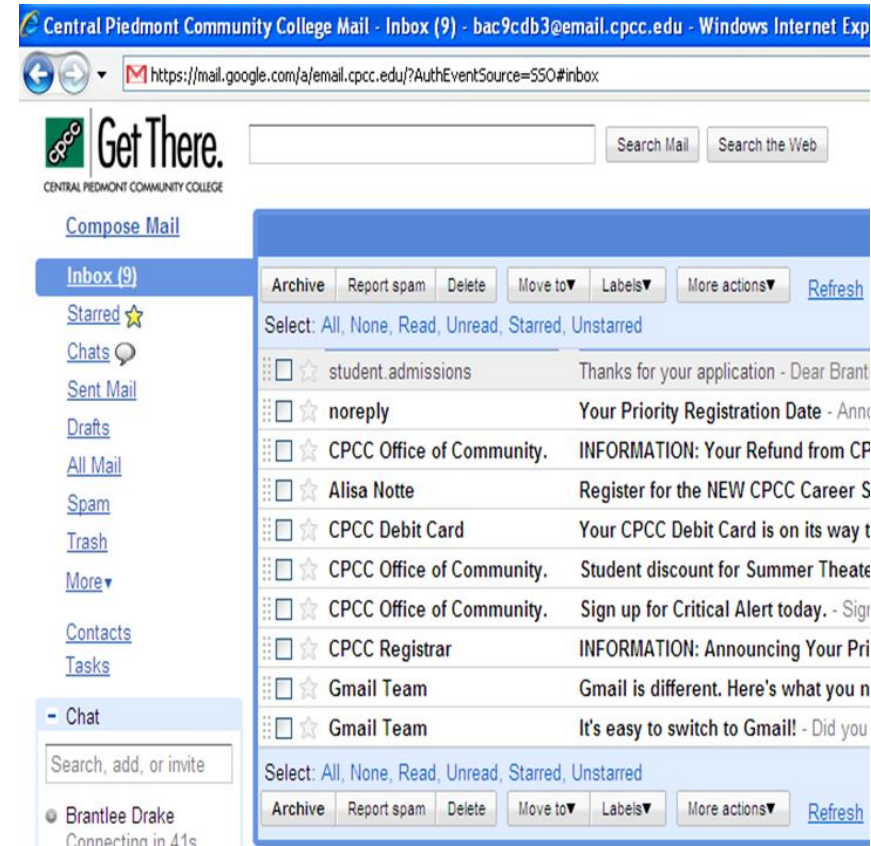 Central Piedmont Community College Mail - Inbox (9) - bac9cdb3@email.cpcc.edu - Windows Internet Exp
https://mail.google.com/a/email.cpcc.edu/?AuthEventSource=SSO#inbox
cpcc Get There.
CENTRAL PIEDMONT COMMUNITY COLLEGE
Search Mail Search the Web
Compose Mail
Inbox (9)
Starred
Chats
Sent Mail
Drafts
All Mail
Spam
Trash
More▾
Contacts
Tasks
− Chat
Search, add, or invite
Brantlee Drake
Connecting in 41s
Archive Report spam Delete Move to▼ Labels▼ More actions▼ Refresh
Select: All, None, Read, Unread, Starred, Unstarred
student.admissions Thanks for your application - Dear Brantl
noreply Your Priority Registration Date - Anno
CPCC Office of Community. INFORMATION: Your Refund from CP
Alisa Notte Register for the NEW CPCC Career S
CPCC Debit Card Your CPCC Debit Card is on its way t
CPCC Office of Community. Student discount for Summer Theate
CPCC Office of Community. Sign up for Critical Alert today. - Sign
CPCC Registrar INFORMATION: Announcing Your Pri
Gmail Team Gmail is different. Here's what you n
Gmail Team It's easy to switch to Gmail! - Did you
Select: All, None, Read, Unread, Starred, Unstarred
Archive Report spam Delete Move to▼ Labels▼ More actions▼ Refresh